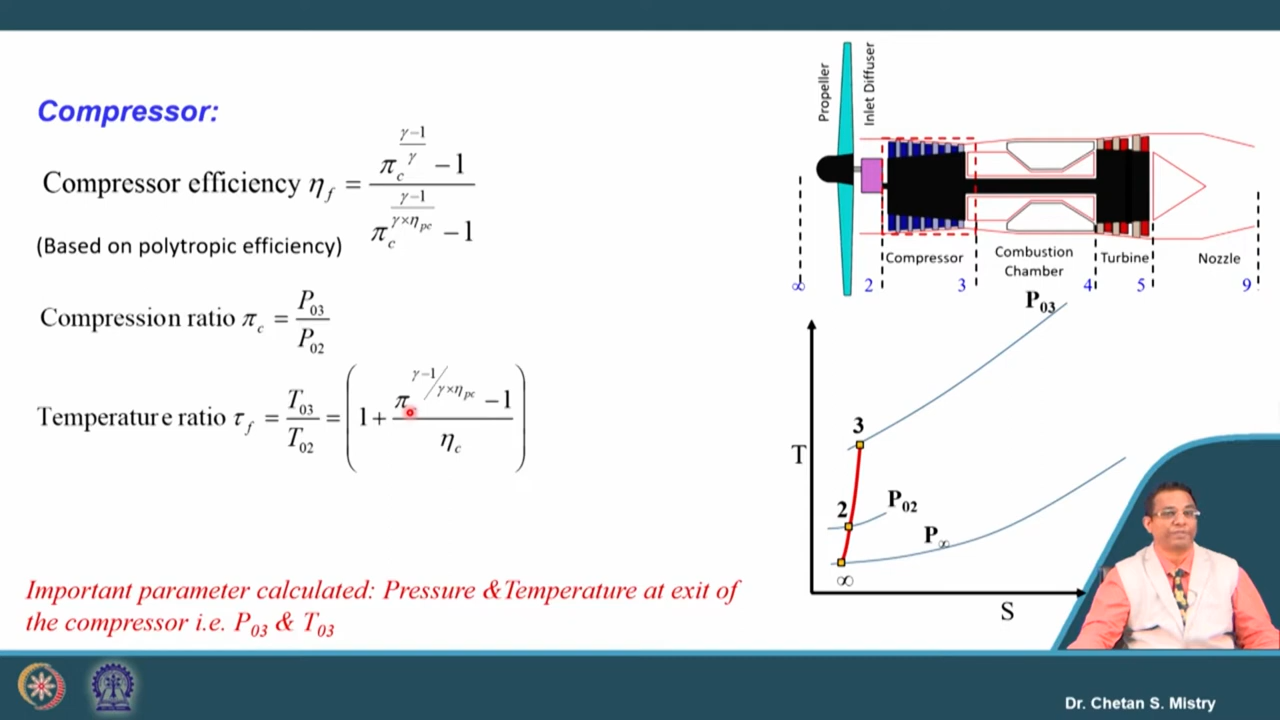 Compressor:
Compressor efficiency η_f = (π_c^((γ−1)/γ) − 1) / (π_c^((γ−1)/(γ×η_pc)) − 1)
(Based on polytropic efficiency)
Compression ratio π_c = P_03 / P_02
Temperature ratio τ_f = T_03 / T_02 = (1 + (π^((γ−1)/(γ×η_pc)) − 1) / η_c)
Important parameter calculated: Pressure &Temperature at exit of
the compressor i.e. P_03 & T_03
Propeller
Inlet Diffuser
Compressor
Combustion
Chamber
Turbine
Nozzle
∞ 2 3 4 5 9
P_03
3
T
2
P_02
P_∞
∞
S
Dr. Chetan S. Mistry